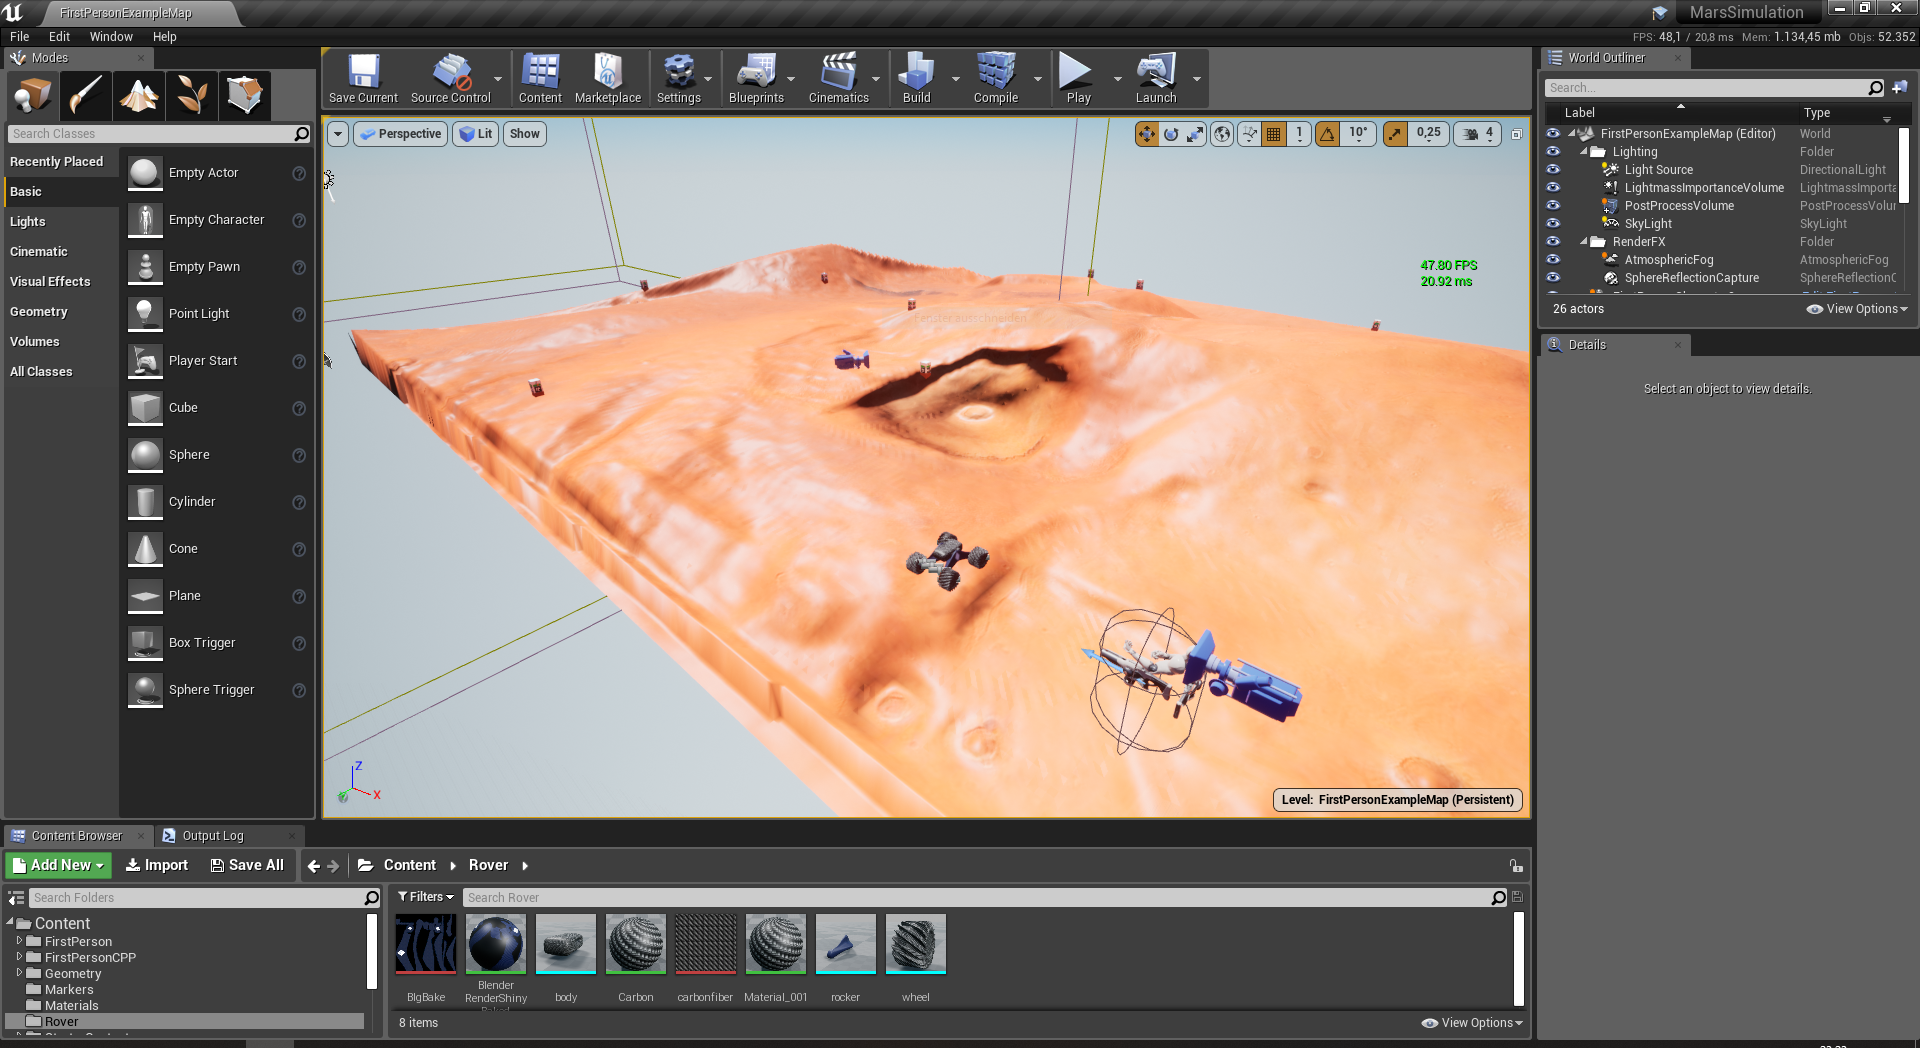 FirstPersonExampleMap
MarsSimulation
File Edit Window Help
FPS: 48,1 / 20,8 ms Mem: 1.134,45 mb Objs: 52.352
Modes
Search Classes
Recently Placed
Basic
Lights
Cinematic
Visual Effects
Geometry
Volumes
All Classes
Empty Actor
Empty Character
Empty Pawn
Point Light
Player Start
Cube
Sphere
Cylinder
Cone
Plane
Box Trigger
Sphere Trigger
Save Current Source Control Content Marketplace Settings Blueprints Cinematics Build Compile Play Launch
Perspective Lit Show
1 10° 0,25 4
47.80 FPS
20.92 ms
Fenster ausschneiden
Z
X
Level: FirstPersonExampleMap (Persistent)
World Outliner
Search...
Label Type
FirstPersonExampleMap (Editor) World
Lighting Folder
Light Source DirectionalLight
LightmassImportanceVolume LightmassImporta
PostProcessVolume PostProcessVolu
SkyLight SkyLight
RenderFX Folder
AtmosphericFog AtmosphericFog
SphereReflectionCapture SphereReflectionC
26 actors View Options
Details
Select an object to view details.
Content Browser Output Log
Add New Import Save All Content Rover
Search Folders
Content
FirstPerson
FirstPersonCPP
Geometry
Markers
Materials
Rover
Filters Search Rover
BIgBake
Blender
RenderShiny
body
Carbon
carbonfiber
Material_001
rocker
wheel
8 items View Options